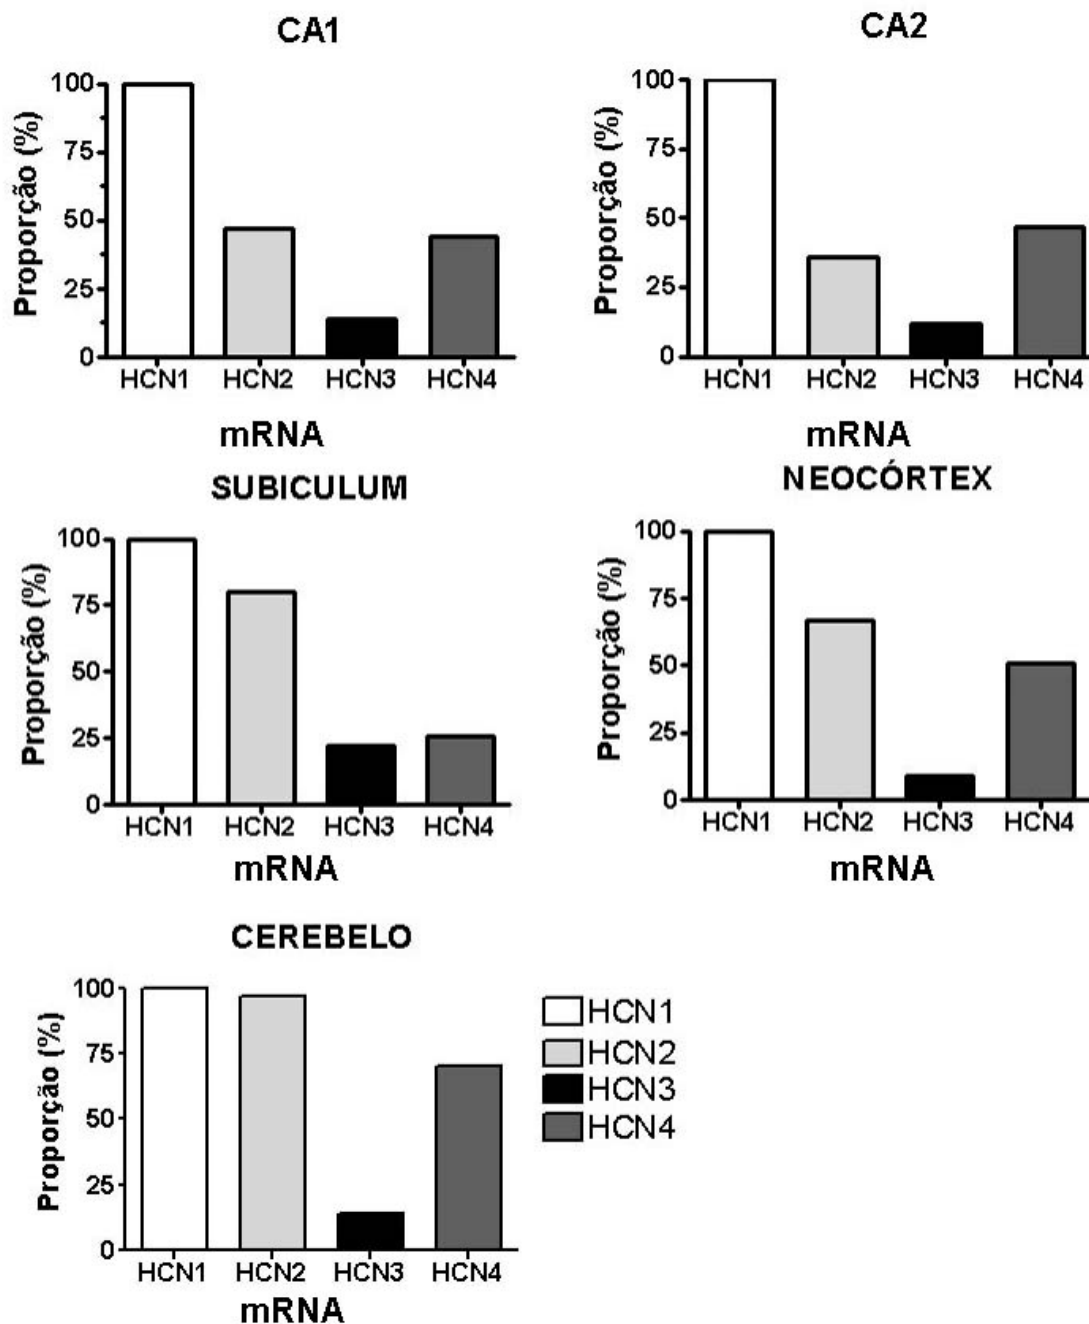 CA1
Proporção (%)
100
75
50
25
0
HCN1 HCN2 HCN3 HCN4
mRNA
CA2
Proporção (%)
100
75
50
25
0
HCN1 HCN2 HCN3 HCN4
mRNA
SUBICULUM
Proporção (%)
100
75
50
25
0
HCN1 HCN2 HCN3 HCN4
mRNA
NEOCÓRTEX
Proporção (%)
100
75
50
25
0
HCN1 HCN2 HCN3 HCN4
mRNA
CEREBELO
Proporção (%)
100
75
50
25
0
HCN1 HCN2 HCN3 HCN4
mRNA
HCN1
HCN2
HCN3
HCN4